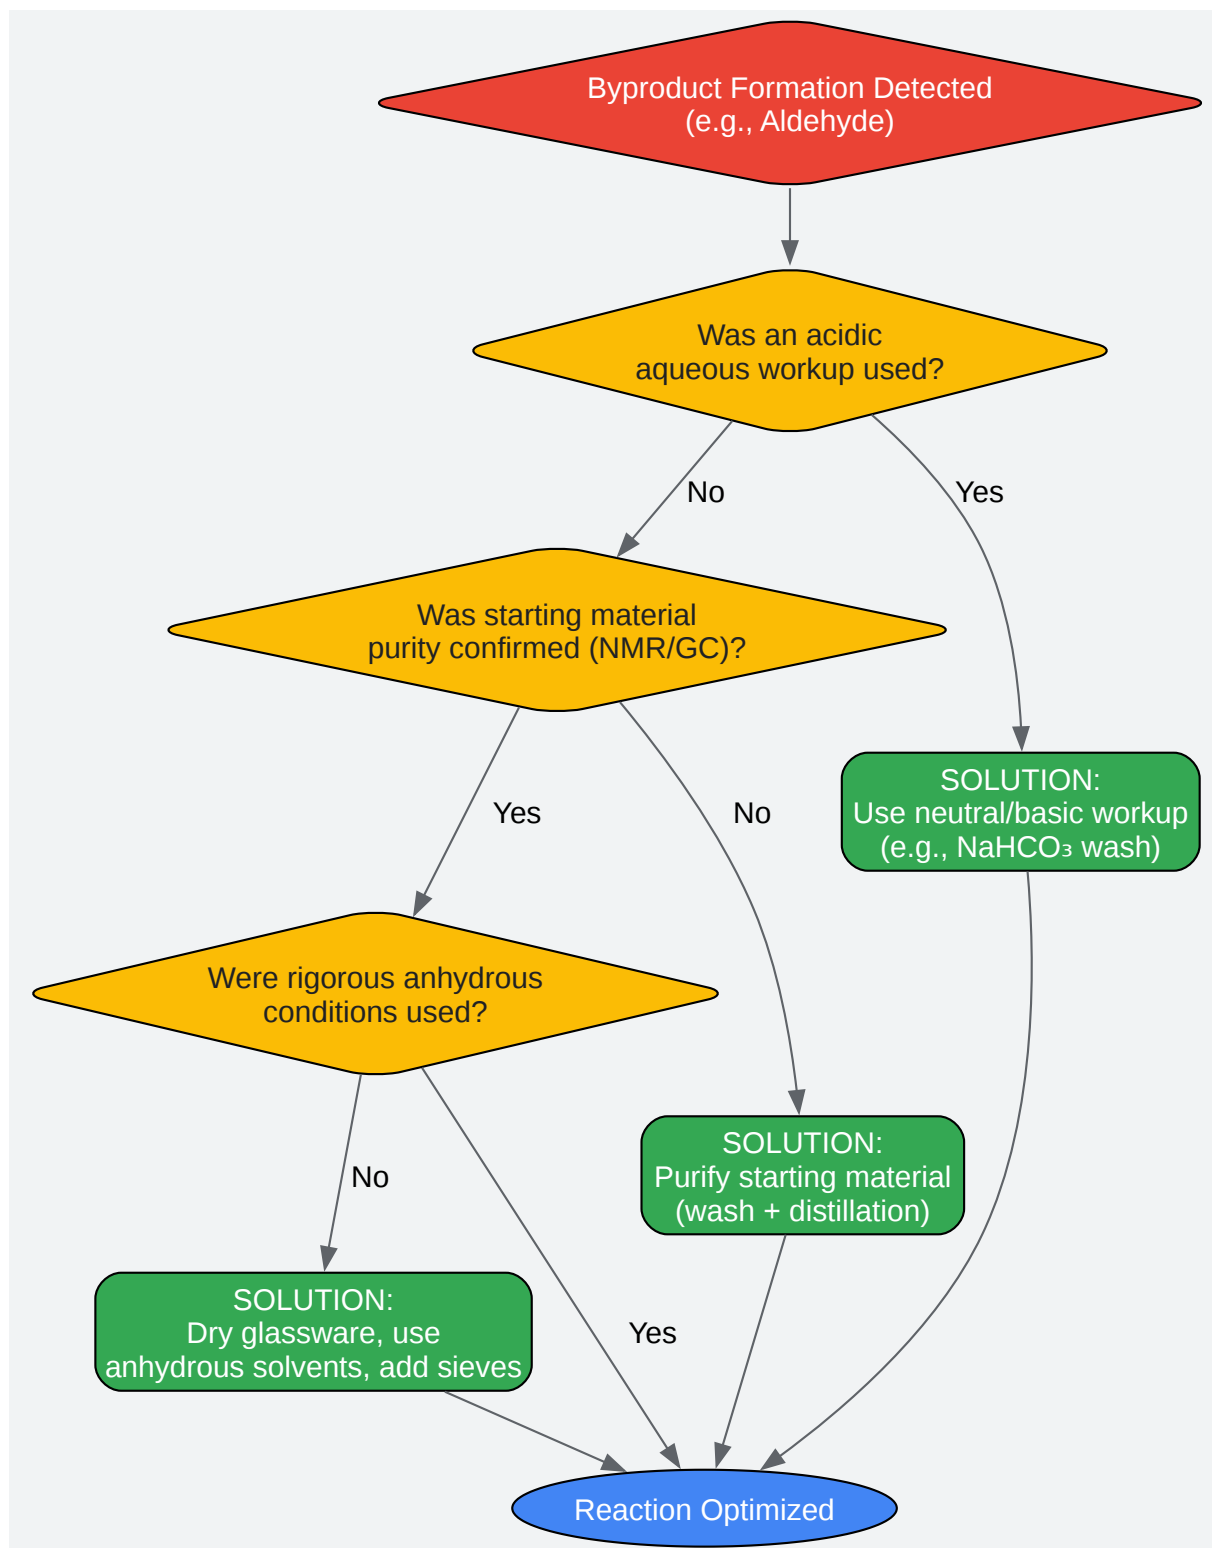 Byproduct Formation Detected
(e.g., Aldehyde)
Was an acidic
aqueous workup used?
No
Yes
Was starting material
purity confirmed (NMR/GC)?
SOLUTION:
Use neutral/basic workup
(e.g., NaHCO₃ wash)
Yes
No
Were rigorous anhydrous
conditions used?
SOLUTION:
Purify starting material
(wash + distillation)
No
Yes
SOLUTION:
Dry glassware, use
anhydrous solvents, add sieves
Reaction Optimized